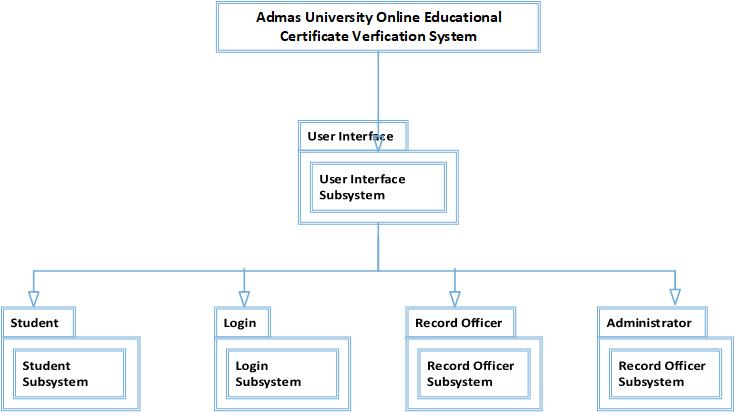 Admas University Online Educational
Certificate Verfication System
User Interface
User Interface
Subsystem
Student
Login
Record Officer
Administrator
Student
Subsystem
Login
Subsystem
Record Officer
Subsystem
Record Officer
Subsystem